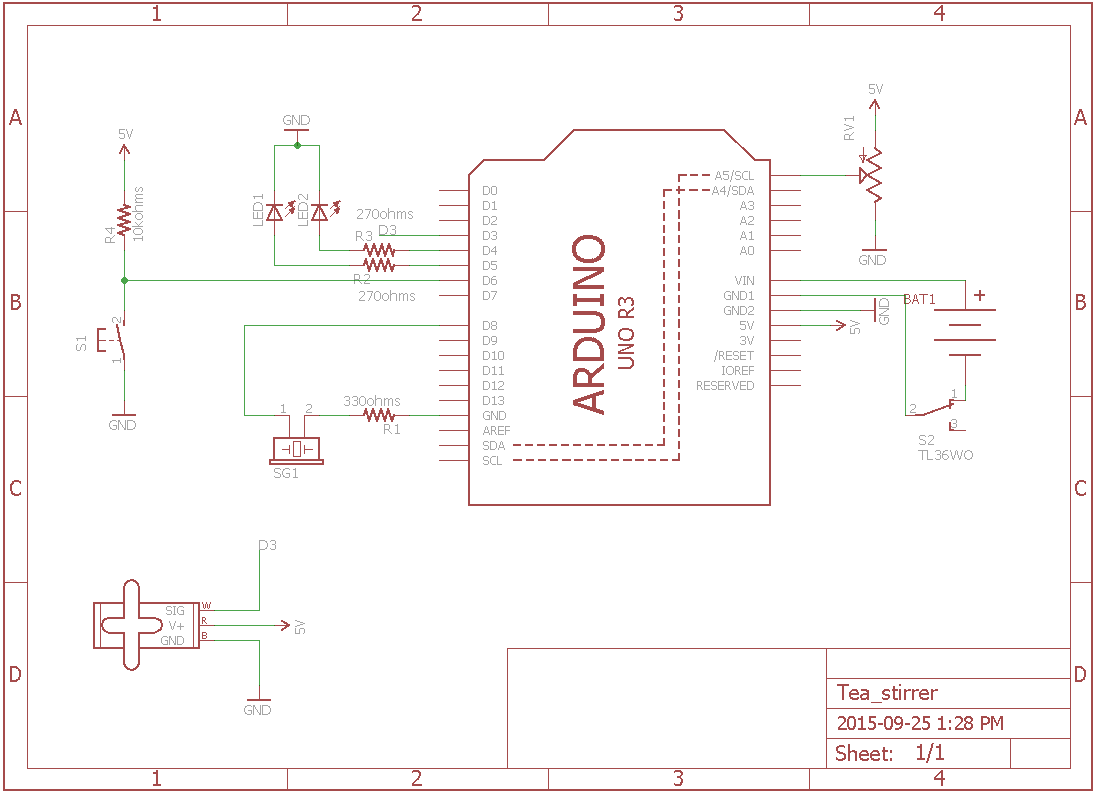 1 2 3 4
A A
5V
RV1
GND
5V
R4
10kohms
LED1
LED2
270ohms
D3
R3
R2
270ohms
D0
D1
D2
D3
D4
D5
D6
D7
D8
D9
D10
D11
D12
D13
GND
AREF
SDA
SCL
ARDUINO
UNO R3
A5/SCL
A4/SDA
A3
A2
A1
A0
VIN
GND1
GND2
5V
3V
/RESET
IOREF
RESERVED
GND
B B
BAT1
+
GND
5V
S1
2
1
GND
330ohms
1 2
R1
SG1
1
2
3
S2
TL36WO
C C
D3
SIG W
V+ R
GND B
5V
GND
D D
Tea_stirrer
2015-09-25 1:28 PM
Sheet: 1/1
1 2 3 4